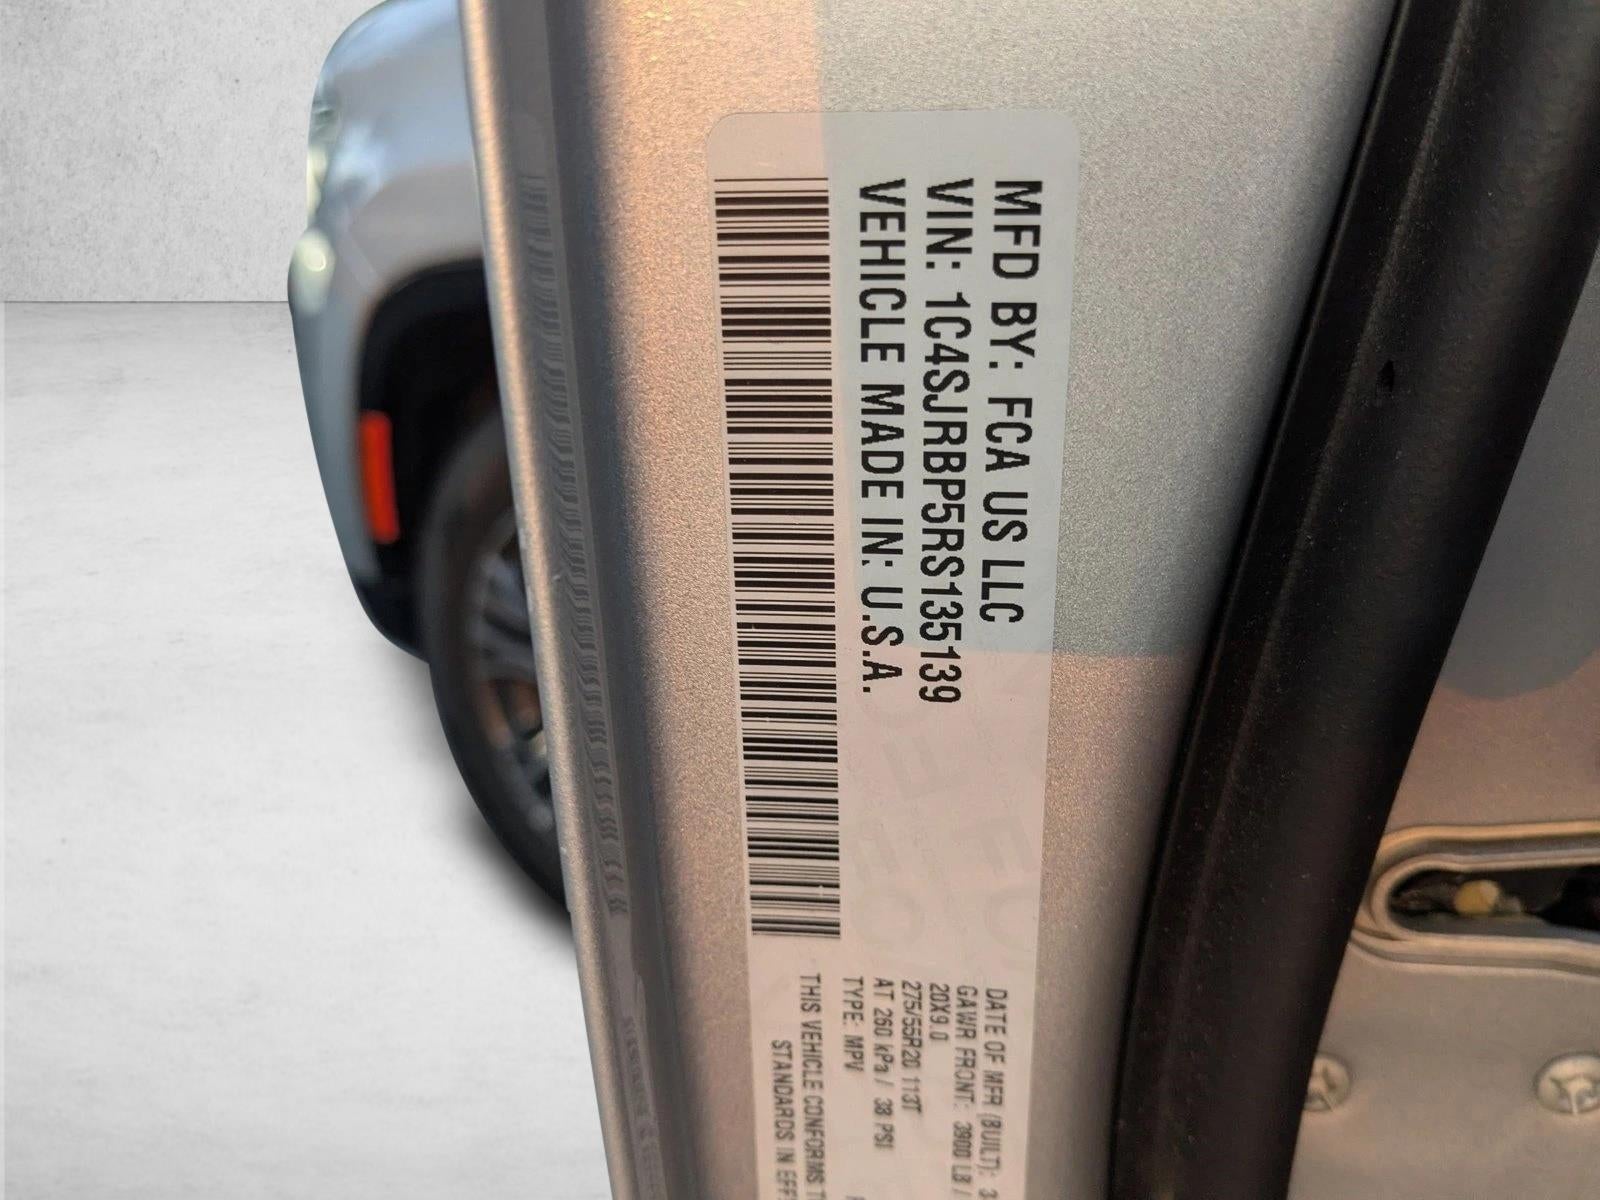 MFD BY: FCA US LLC
VIN: 1C4SJRBP5RS135139
VEHICLE MADE IN: U.S.A.
DATE OF MFR (BUILT): 3
GAWR FRONT: 3900 LB /
20X9.0
275/55R20 113T
AT 260 kPa / 38 PSI
TYPE: MPV
THIS VEHICLE CONFORMS T
STANDARDS IN EFF